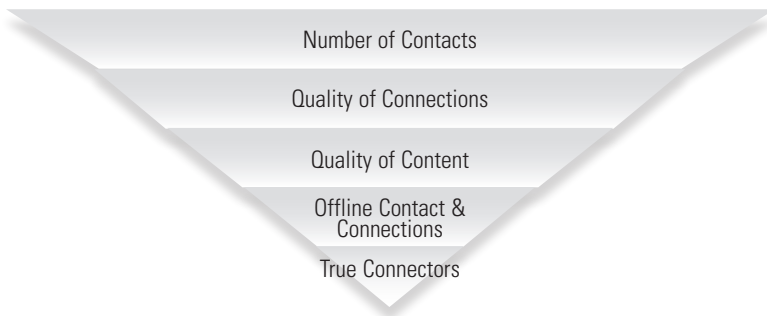 Number of Contacts
Quality of Connections
Quality of Content
Offline Contact &
Connections
True Connectors